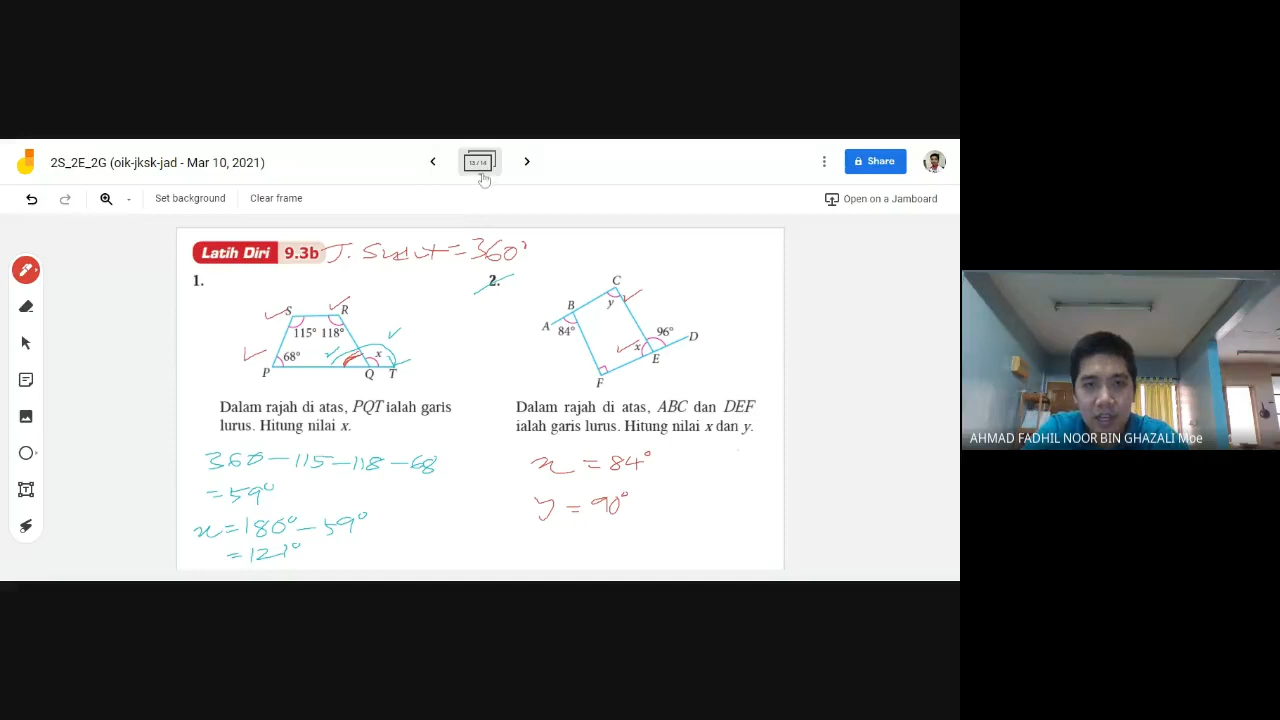 2S_2E_2G (oik-jksk-jad - Mar 10, 2021)
13 / 14
Share
Set background
Clear frame
Open on a Jamboard
Latih Diri 9.3b J. Sudut = 360°
1.
S
R
115° 118°
68°
x
P
Q
T
Dalam rajah di atas, PQT ialah garis
lurus. Hitung nilai x.
360 - 115 - 118 - 68
= 59°
x = 180° - 59°
= 121°
2.
C
B
y
A
84°
96°
D
x
E
F
Dalam rajah di atas, ABC dan DEF
ialah garis lurus. Hitung nilai x dan y.
x = 84°
y = 90°
AHMAD FADHIL NOOR BIN GHAZALI Moe